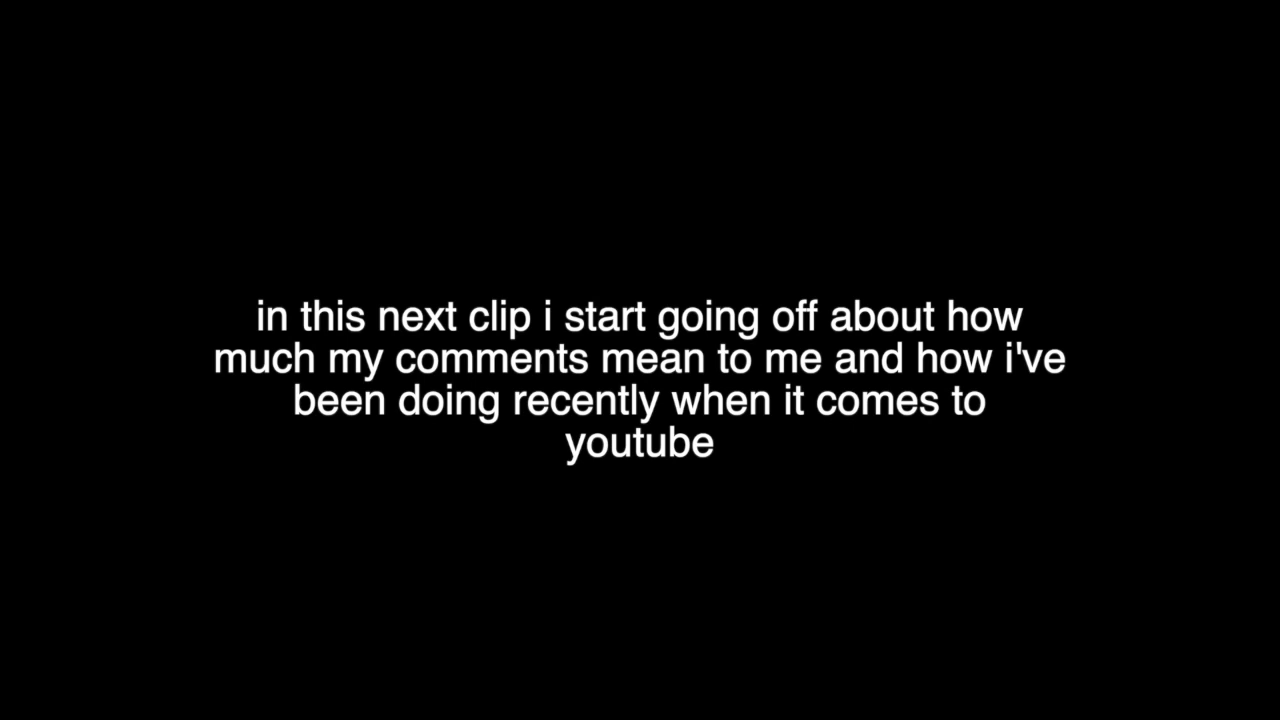 in this next clip i start going off about how
much my comments mean to me and how i've
been doing recently when it comes to
youtube